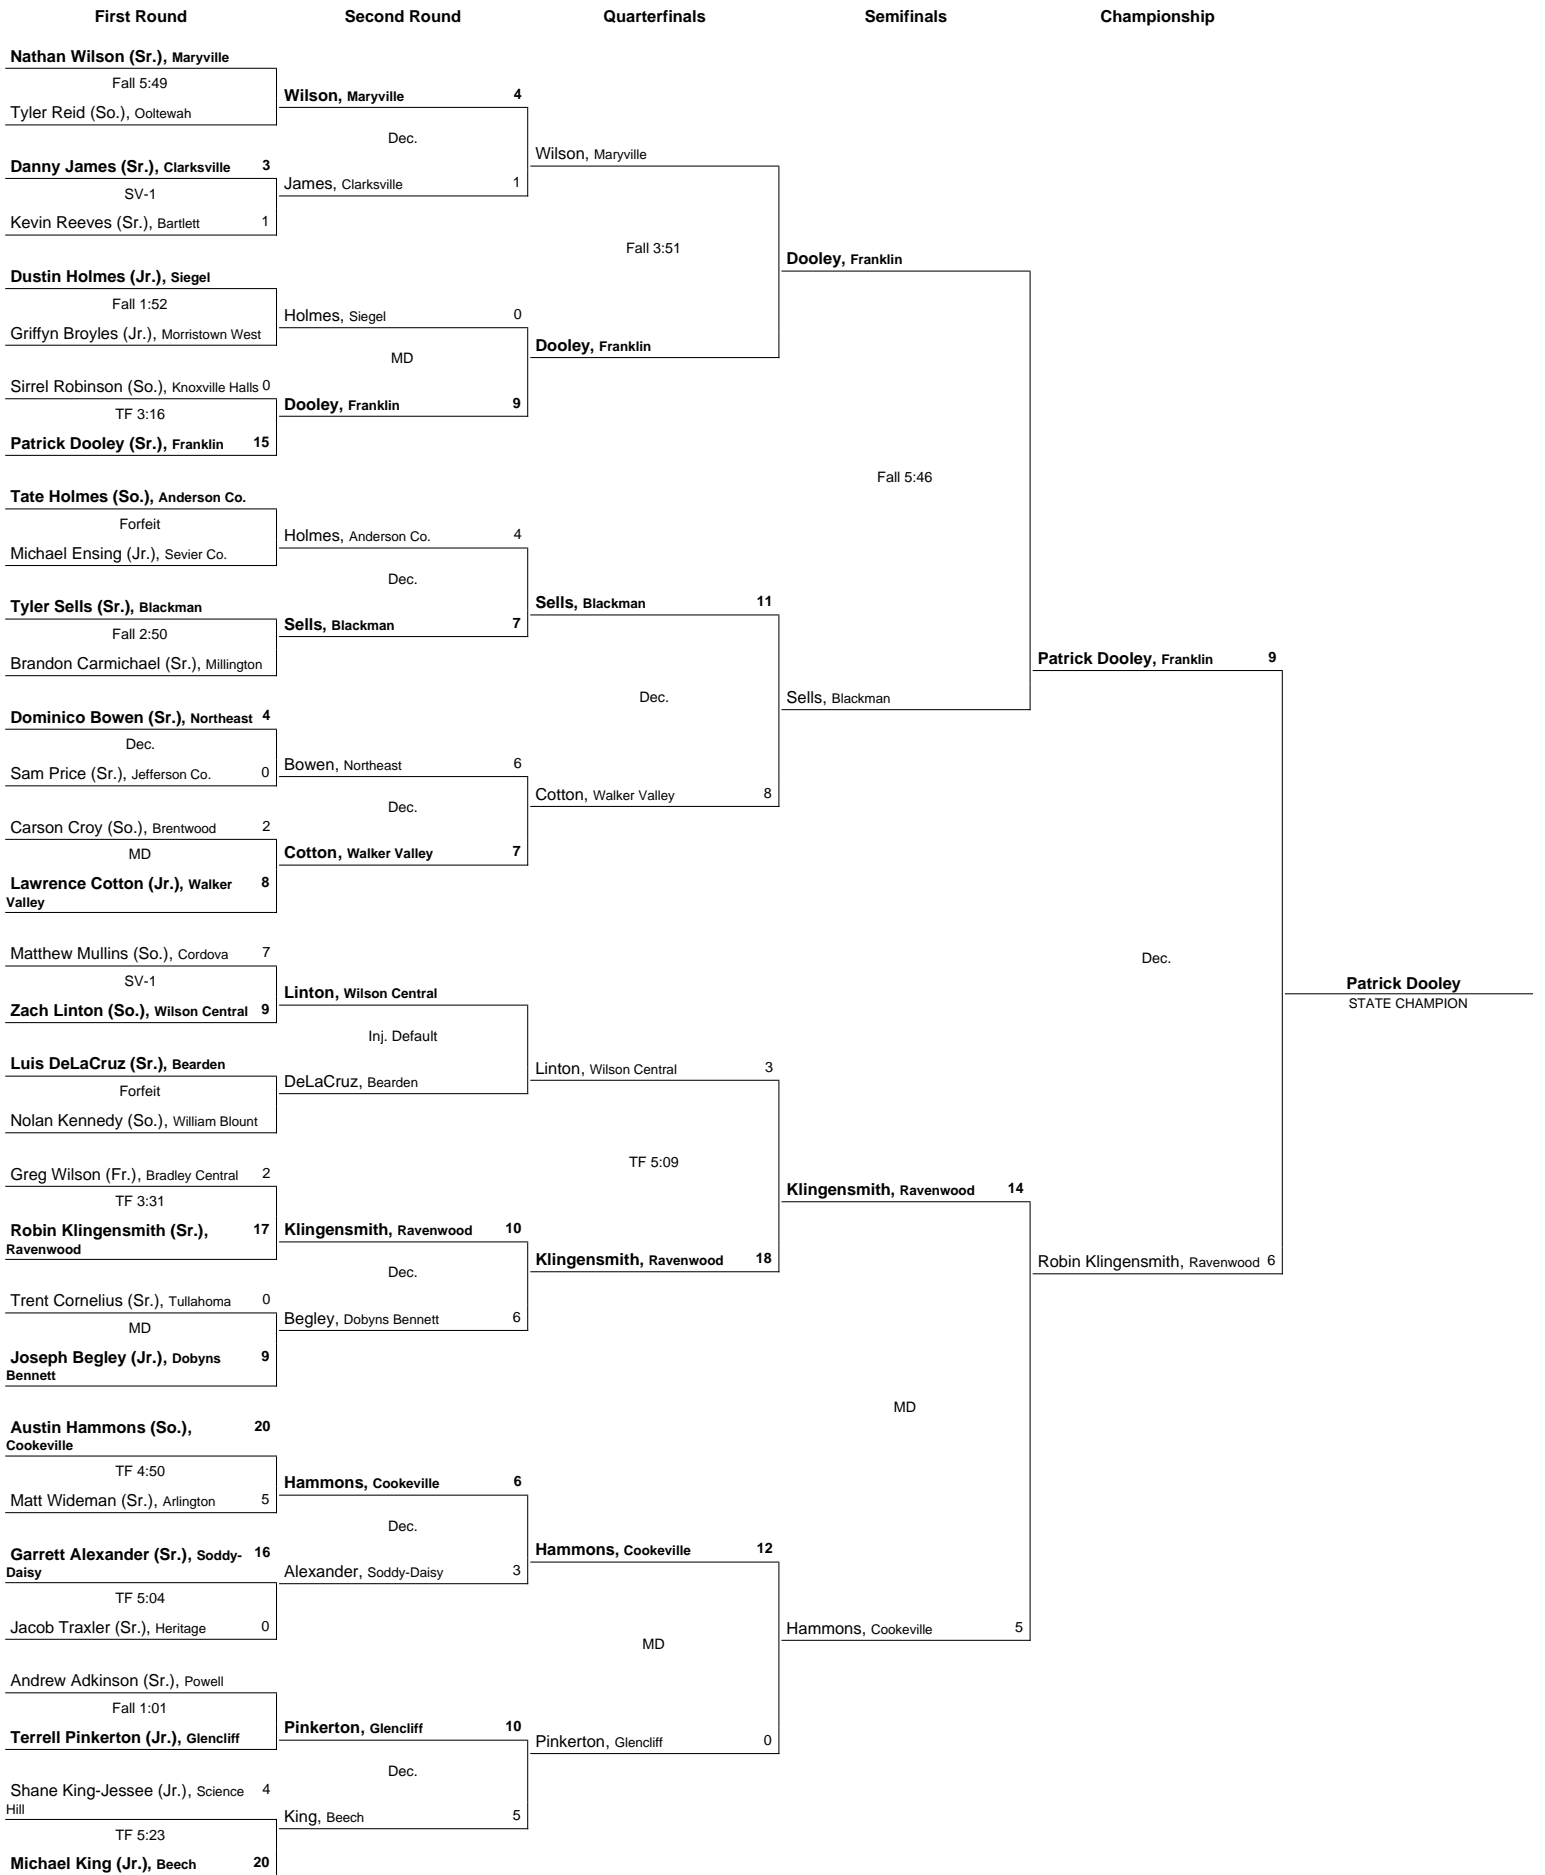 First Round
Second Round
Quarterfinals
Semifinals
Championship
Nathan Wilson (Sr.), Maryville
Fall 5:49
Tyler Reid (So.), Ooltewah
Danny James (Sr.), Clarksville 3
SV-1
Kevin Reeves (Sr.), Bartlett 1
Dustin Holmes (Jr.), Siegel
Fall 1:52
Griffyn Broyles (Jr.), Morristown West
Sirrel Robinson (So.), Knoxville Halls 0
TF 3:16
Patrick Dooley (Sr.), Franklin 15
Tate Holmes (So.), Anderson Co.
Forfeit
Michael Ensing (Jr.), Sevier Co.
Tyler Sells (Sr.), Blackman
Fall 2:50
Brandon Carmichael (Sr.), Millington
Dominico Bowen (Sr.), Northeast 4
Dec.
Sam Price (Sr.), Jefferson Co. 0
Carson Croy (So.), Brentwood 2
MD
Lawrence Cotton (Jr.), Walker 8
Valley
Matthew Mullins (So.), Cordova 7
SV-1
Zach Linton (So.), Wilson Central 9
Luis DeLaCruz (Sr.), Bearden
Forfeit
Nolan Kennedy (So.), William Blount
Greg Wilson (Fr.), Bradley Central 2
TF 3:31
Robin Klingensmith (Sr.), 17
Ravenwood
Trent Cornelius (Sr.), Tullahoma 0
MD
Joseph Begley (Jr.), Dobyns 9
Bennett
Austin Hammons (So.), 20
Cookeville
TF 4:50
Matt Wideman (Sr.), Arlington 5
Garrett Alexander (Sr.), Soddy- 16
Daisy
TF 5:04
Jacob Traxler (Sr.), Heritage 0
Andrew Adkinson (Sr.), Powell
Fall 1:01
Terrell Pinkerton (Jr.), Glencliff
Shane King-Jessee (Jr.), Science 4
Hill
TF 5:23
Michael King (Jr.), Beech 20
Wilson, Maryville 4
Dec.
James, Clarksville 1
Holmes, Siegel 0
MD
Dooley, Franklin 9
Holmes, Anderson Co. 4
Dec.
Sells, Blackman 7
Bowen, Northeast 6
Dec.
Cotton, Walker Valley 7
Linton, Wilson Central
Inj. Default
DeLaCruz, Bearden
Klingensmith, Ravenwood 10
Dec.
Begley, Dobyns Bennett 6
Hammons, Cookeville 6
Dec.
Alexander, Soddy-Daisy 3
Pinkerton, Glencliff 10
Dec.
King, Beech 5
Wilson, Maryville
Fall 3:51
Dooley, Franklin
Sells, Blackman 11
Dec.
Cotton, Walker Valley 8
Linton, Wilson Central 3
TF 5:09
Klingensmith, Ravenwood 18
Hammons, Cookeville 12
MD
Pinkerton, Glencliff 0
Dooley, Franklin
Fall 5:46
Sells, Blackman
Klingensmith, Ravenwood 14
MD
Hammons, Cookeville 5
Patrick Dooley, Franklin 9
Dec.
Robin Klingensmith, Ravenwood 6
Patrick Dooley
STATE CHAMPION